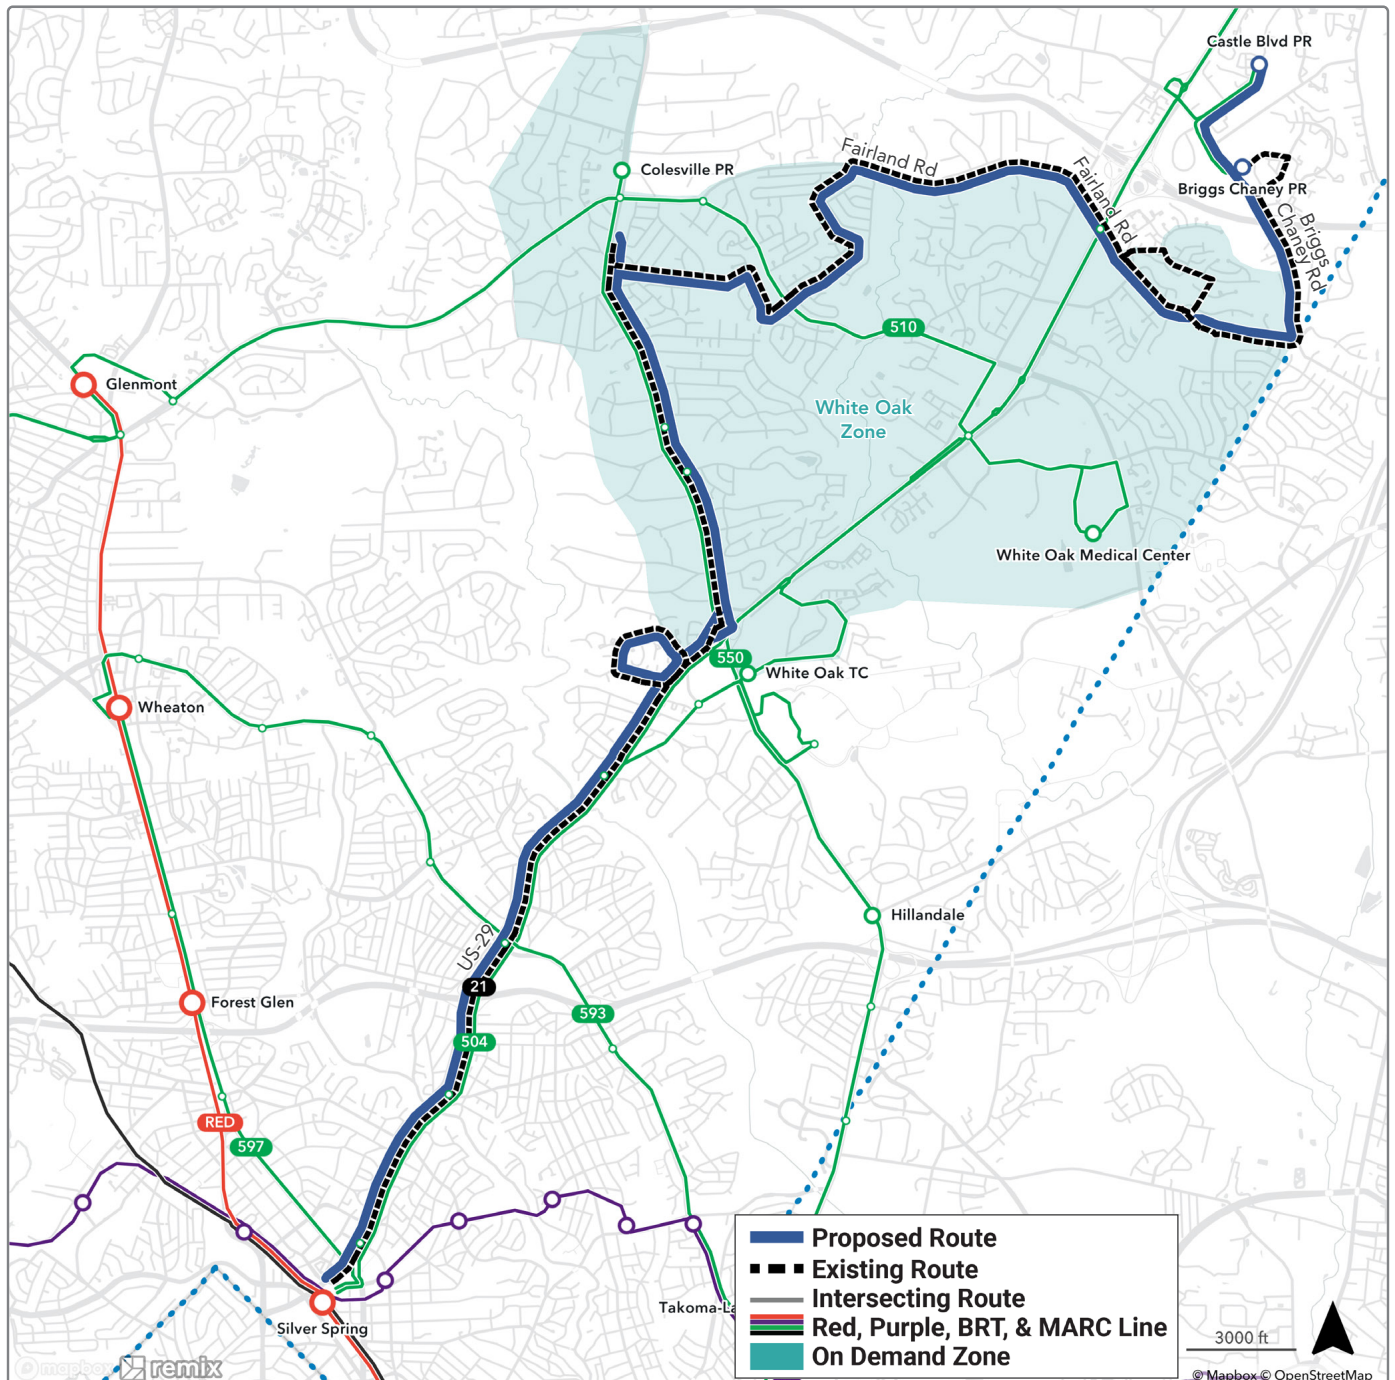 Castle Blvd PR
Colesville PR
Fairland Rd
Fairland Rd
Briggs Chaney PR
Briggs
Chaney Rd
510
Glenmont
White Oak
Zone
White Oak Medical Center
550
White Oak TC
Wheaton
Hillandale
US-29
21
Forest Glen
593
504
RED
597
Proposed Route
Existing Route
Intersecting Route
Takoma-La
Red, Purple, BRT, & MARC Line
Silver Spring
3000 ft
On Demand Zone
mapbox
remix
© Mapbox © OpenStreetMap